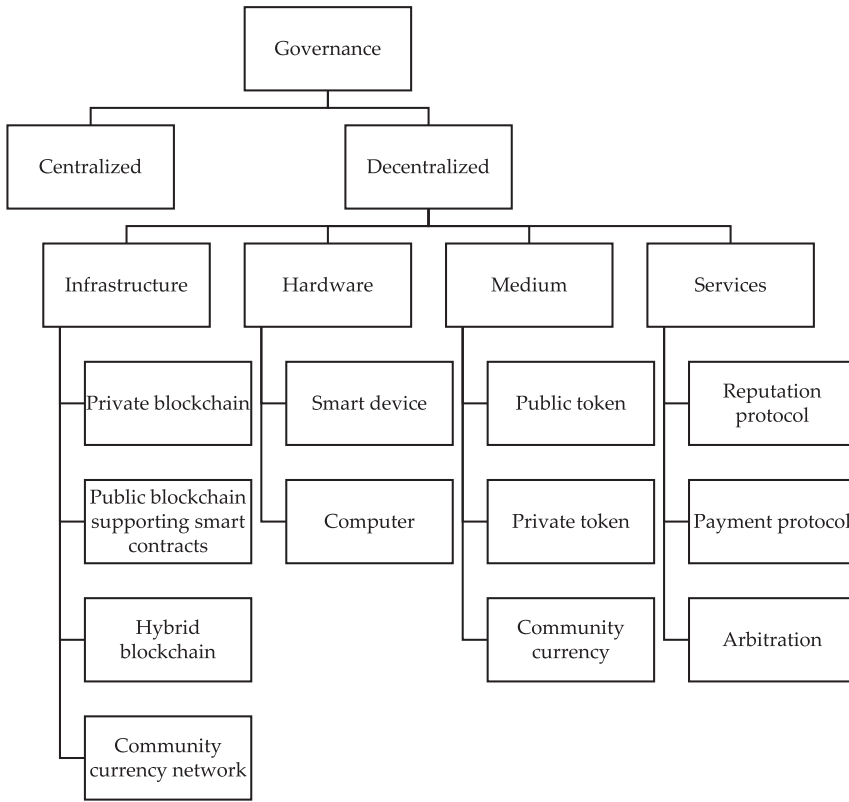 Governance
Centralized
Decentralized
Infrastructure
Hardware
Medium
Services
Private blockchain
Smart device
Public token
Reputation
protocol
Public blockchain
supporting smart
contracts
Computer
Private token
Payment protocol
Hybrid
blockchain
Community
currency
Arbitration
Community
currency network